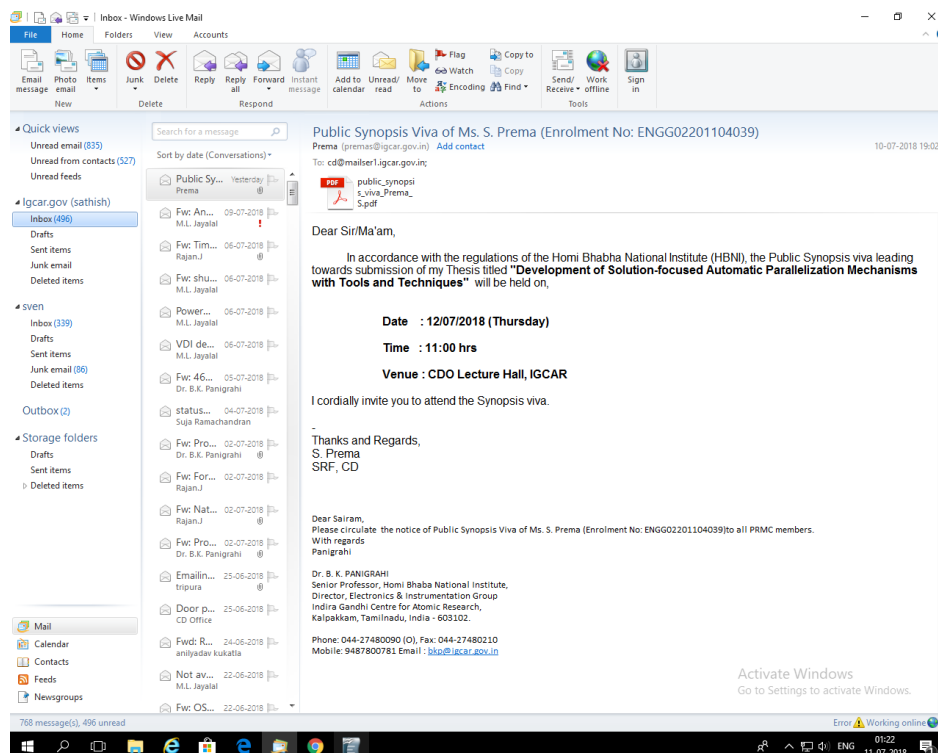 Inbox - Windows Live Mail
File Home Folders View Accounts
Email message
Photo email
Items
New
Junk
Delete
Delete
Reply
Reply all
Forward
Instant message
Respond
Add to calendar
Unread/ read
Move to
Flag
Watch
Encoding
Copy to
Copy
Find
Actions
Send/ Receive
Work offline
Tools
Sign in
Quick views
Unread email (835)
Unread from contacts (527)
Unread feeds
Igcar.gov (sathish)
Inbox (496)
Drafts
Sent items
Junk email
Deleted items
sven
Inbox (339)
Drafts
Sent items
Junk email (86)
Deleted items
Outbox (2)
Storage folders
Drafts
Sent items
Deleted items
Mail
Calendar
Contacts
Feeds
Newsgroups
Search for a message
Sort by date (Conversations)
Public Sy... Yesterday
Prema
Fw: An... 09-07-2018
M.L. Jayalal
Fw: Tim... 06-07-2018
Rajan.J
Fw: shu... 06-07-2018
M.L. Jayalal
Power... 06-07-2018
M.L. Jayalal
VDI de... 06-07-2018
M.L. Jayalal
Fw: 46... 05-07-2018
Dr. B.K. Panigrahi
status... 04-07-2018
Suja Ramachandran
Fw: Pro... 02-07-2018
Dr. B.K. Panigrahi
Fw: For... 02-07-2018
Rajan.J
Fw: Nat... 02-07-2018
Rajan.J
Fw: Pro... 02-07-2018
Dr. B.K. Panigrahi
Emailin... 25-06-2018
tripura
Door p... 25-06-2018
CD Office
Fwd: R... 24-06-2018
anilyadav kukatla
Not av... 22-06-2018
M.L. Jayalal
Fw: OS... 22-06-2018
Public Synopsis Viva of Ms. S. Prema (Enrolment No: ENGG02201104039)
Prema (premas@igcar.gov.in) Add contact 10-07-2018 19:02
To: cd@mailser1.igcar.gov.in;
PDF
public_synopsi
s_viva_Prema_
S.pdf
Dear Sir/Ma'am,
In accordance with the regulations of the Homi Bhabha National Institute (HBNI), the Public Synopsis viva leading
towards submission of my Thesis titled "Development of Solution-focused Automatic Parallelization Mechanisms
with Tools and Techniques" will be held on,
Date : 12/07/2018 (Thursday)
Time : 11:00 hrs
Venue : CDO Lecture Hall, IGCAR
I cordially invite you to attend the Synopsis viva.
-
Thanks and Regards,
S. Prema
SRF, CD
Dear Sairam,
Please circulate the notice of Public Synopsis Viva of Ms. S. Prema (Enrolment No: ENGG02201104039)to all PRMC members.
With regards
Panigrahi
Dr. B. K. PANIGRAHI
Senior Professor, Homi Bhaba National Institute,
Director, Electronics & Instrumentation Group
Indira Gandhi Centre for Atomic Research,
Kalpakkam, Tamilnadu, India - 603102.
Phone: 044-27480090 (O), Fax: 044-27480210
Mobile: 9487800781 Email : bkp@igcar.gov.in
Activate Windows
Go to Settings to activate Windows.
768 message(s), 496 unread
Error Working online
ENG
01:22
11-07-2018